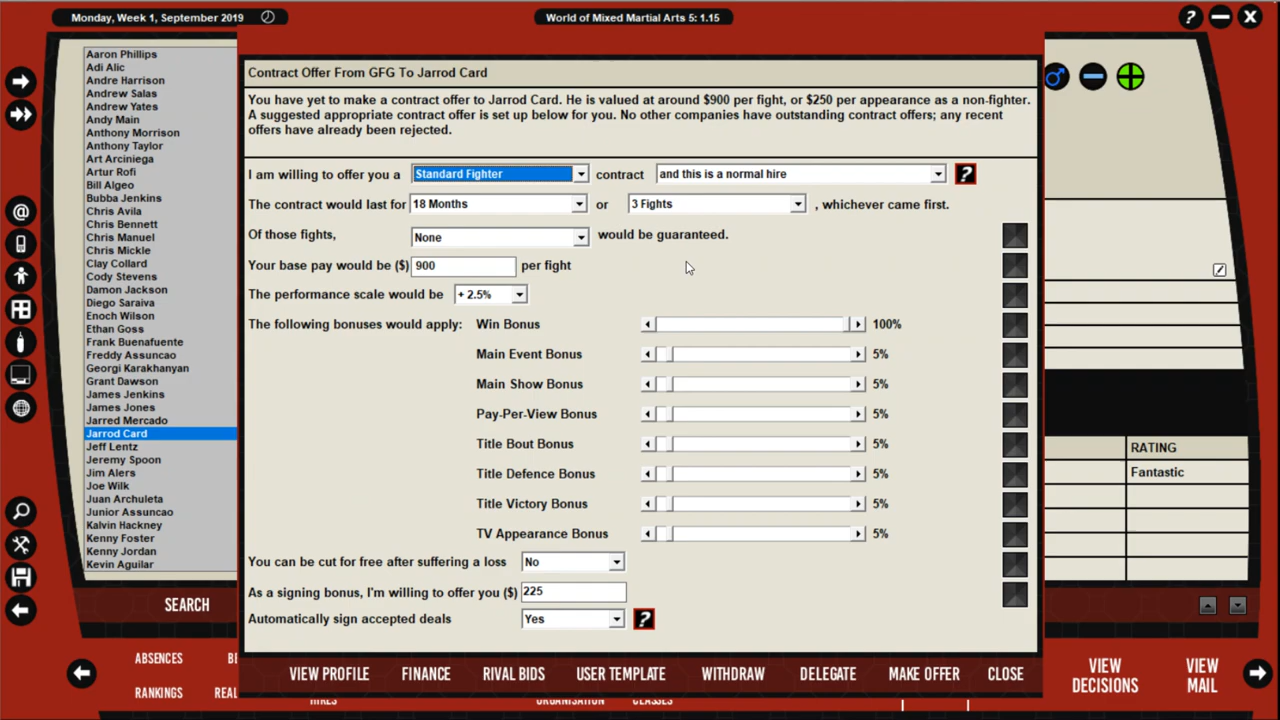 Monday, Week 1, September 2019
World of Mixed Martial Arts 5: 1.15
?
Aaron Phillips
Adi Alic
Andre Harrison
Andrew Salas
Andrew Yates
Andy Main
Anthony Morrison
Anthony Taylor
Art Arciniega
Artur Rofi
Bill Algeo
Bubba Jenkins
Chris Avila
Chris Bennett
Chris Manuel
Chris Mickle
Clay Collard
Cody Stevens
Damon Jackson
Diego Saraiva
Enoch Wilson
Ethan Goss
Frank Buenafuente
Freddy Assuncao
Georgi Karakhanyan
Grant Dawson
James Jenkins
James Jones
Jarred Mercado
Jarrod Card
Jeff Lentz
Jeremy Spoon
Jim Alers
Joe Wilk
Juan Archuleta
Junior Assuncao
Kalvin Hackney
Kenny Foster
Kenny Jordan
Kevin Aguilar
SEARCH
Contract Offer From GFG To Jarrod Card
You have yet to make a contract offer to Jarrod Card. He is valued at around $900 per fight, or $250 per appearance as a non-fighter.
A suggested appropriate contract offer is set up below for you. No other companies have outstanding contract offers; any recent
offers have already been rejected.
I am willing to offer you a Standard Fighter contract and this is a normal hire ?
The contract would last for 18 Months or 3 Fights , whichever came first.
Of those fights, None would be guaranteed.
Your base pay would be ($) 900 per fight
The performance scale would be + 2.5%
The following bonuses would apply: Win Bonus 100%
Main Event Bonus 5%
Main Show Bonus 5%
Pay-Per-View Bonus 5%
Title Bout Bonus 5%
Title Defence Bonus 5%
Title Victory Bonus 5%
TV Appearance Bonus 5%
You can be cut for free after suffering a loss No
As a signing bonus, I'm willing to offer you ($) 225
Automatically sign accepted deals Yes ?
VIEW PROFILE FINANCE RIVAL BIDS USER TEMPLATE WITHDRAW DELEGATE MAKE OFFER CLOSE
RATING
Fantastic
ABSENCES
RANKINGS
VIEW
DECISIONS
VIEW
MAIL